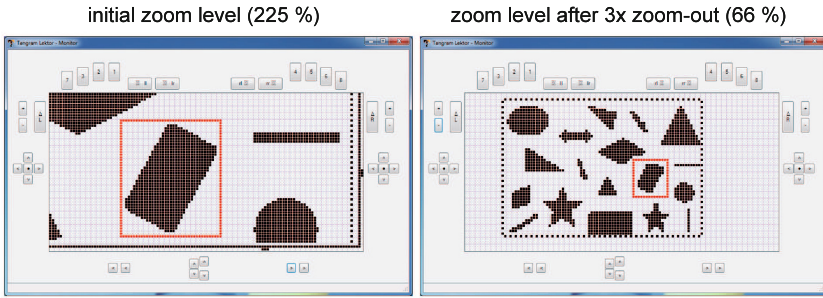 initial zoom level (225 %)
zoom level after 3x zoom-out (66 %)
Tangram Lektor - Monitor
Tangram Lektor - Monitor
7 3 2 1
4 5 6 8
7 3 2 1
4 5 6 8